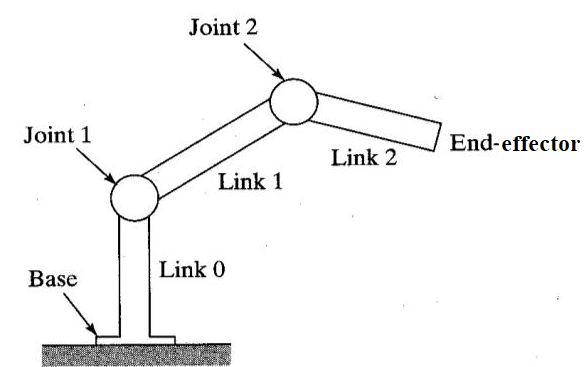 Joint 2
Joint 1
End-effector
Link 2
Link 1
Link 0
Base